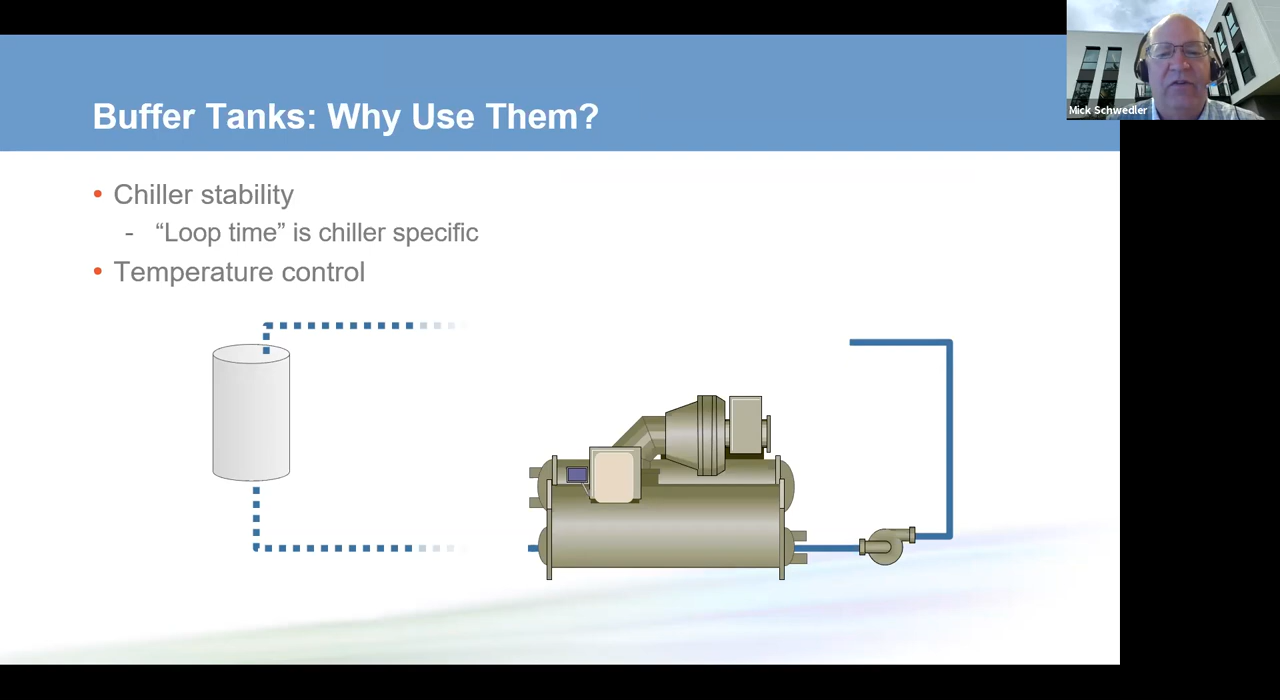 Buffer Tanks: Why Use Them?
• Chiller stability
- “Loop time” is chiller specific
• Temperature control
Mick Schwedler